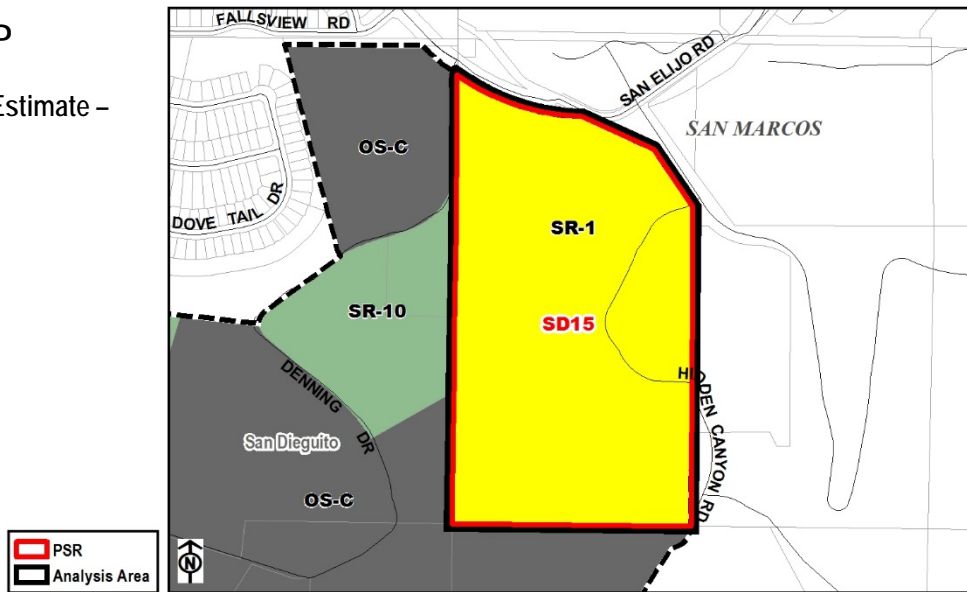 P
Estimate –
FALLSVIEW RD
SAN ELIJO RD
SAN MARCOS
OS-C
DOVE TAIL DR
SR-1
SR-10
SD15
HIDDEN CANYON RD
DENNING DR
San Dieguito
OS-C
PSR
Analysis Area
N